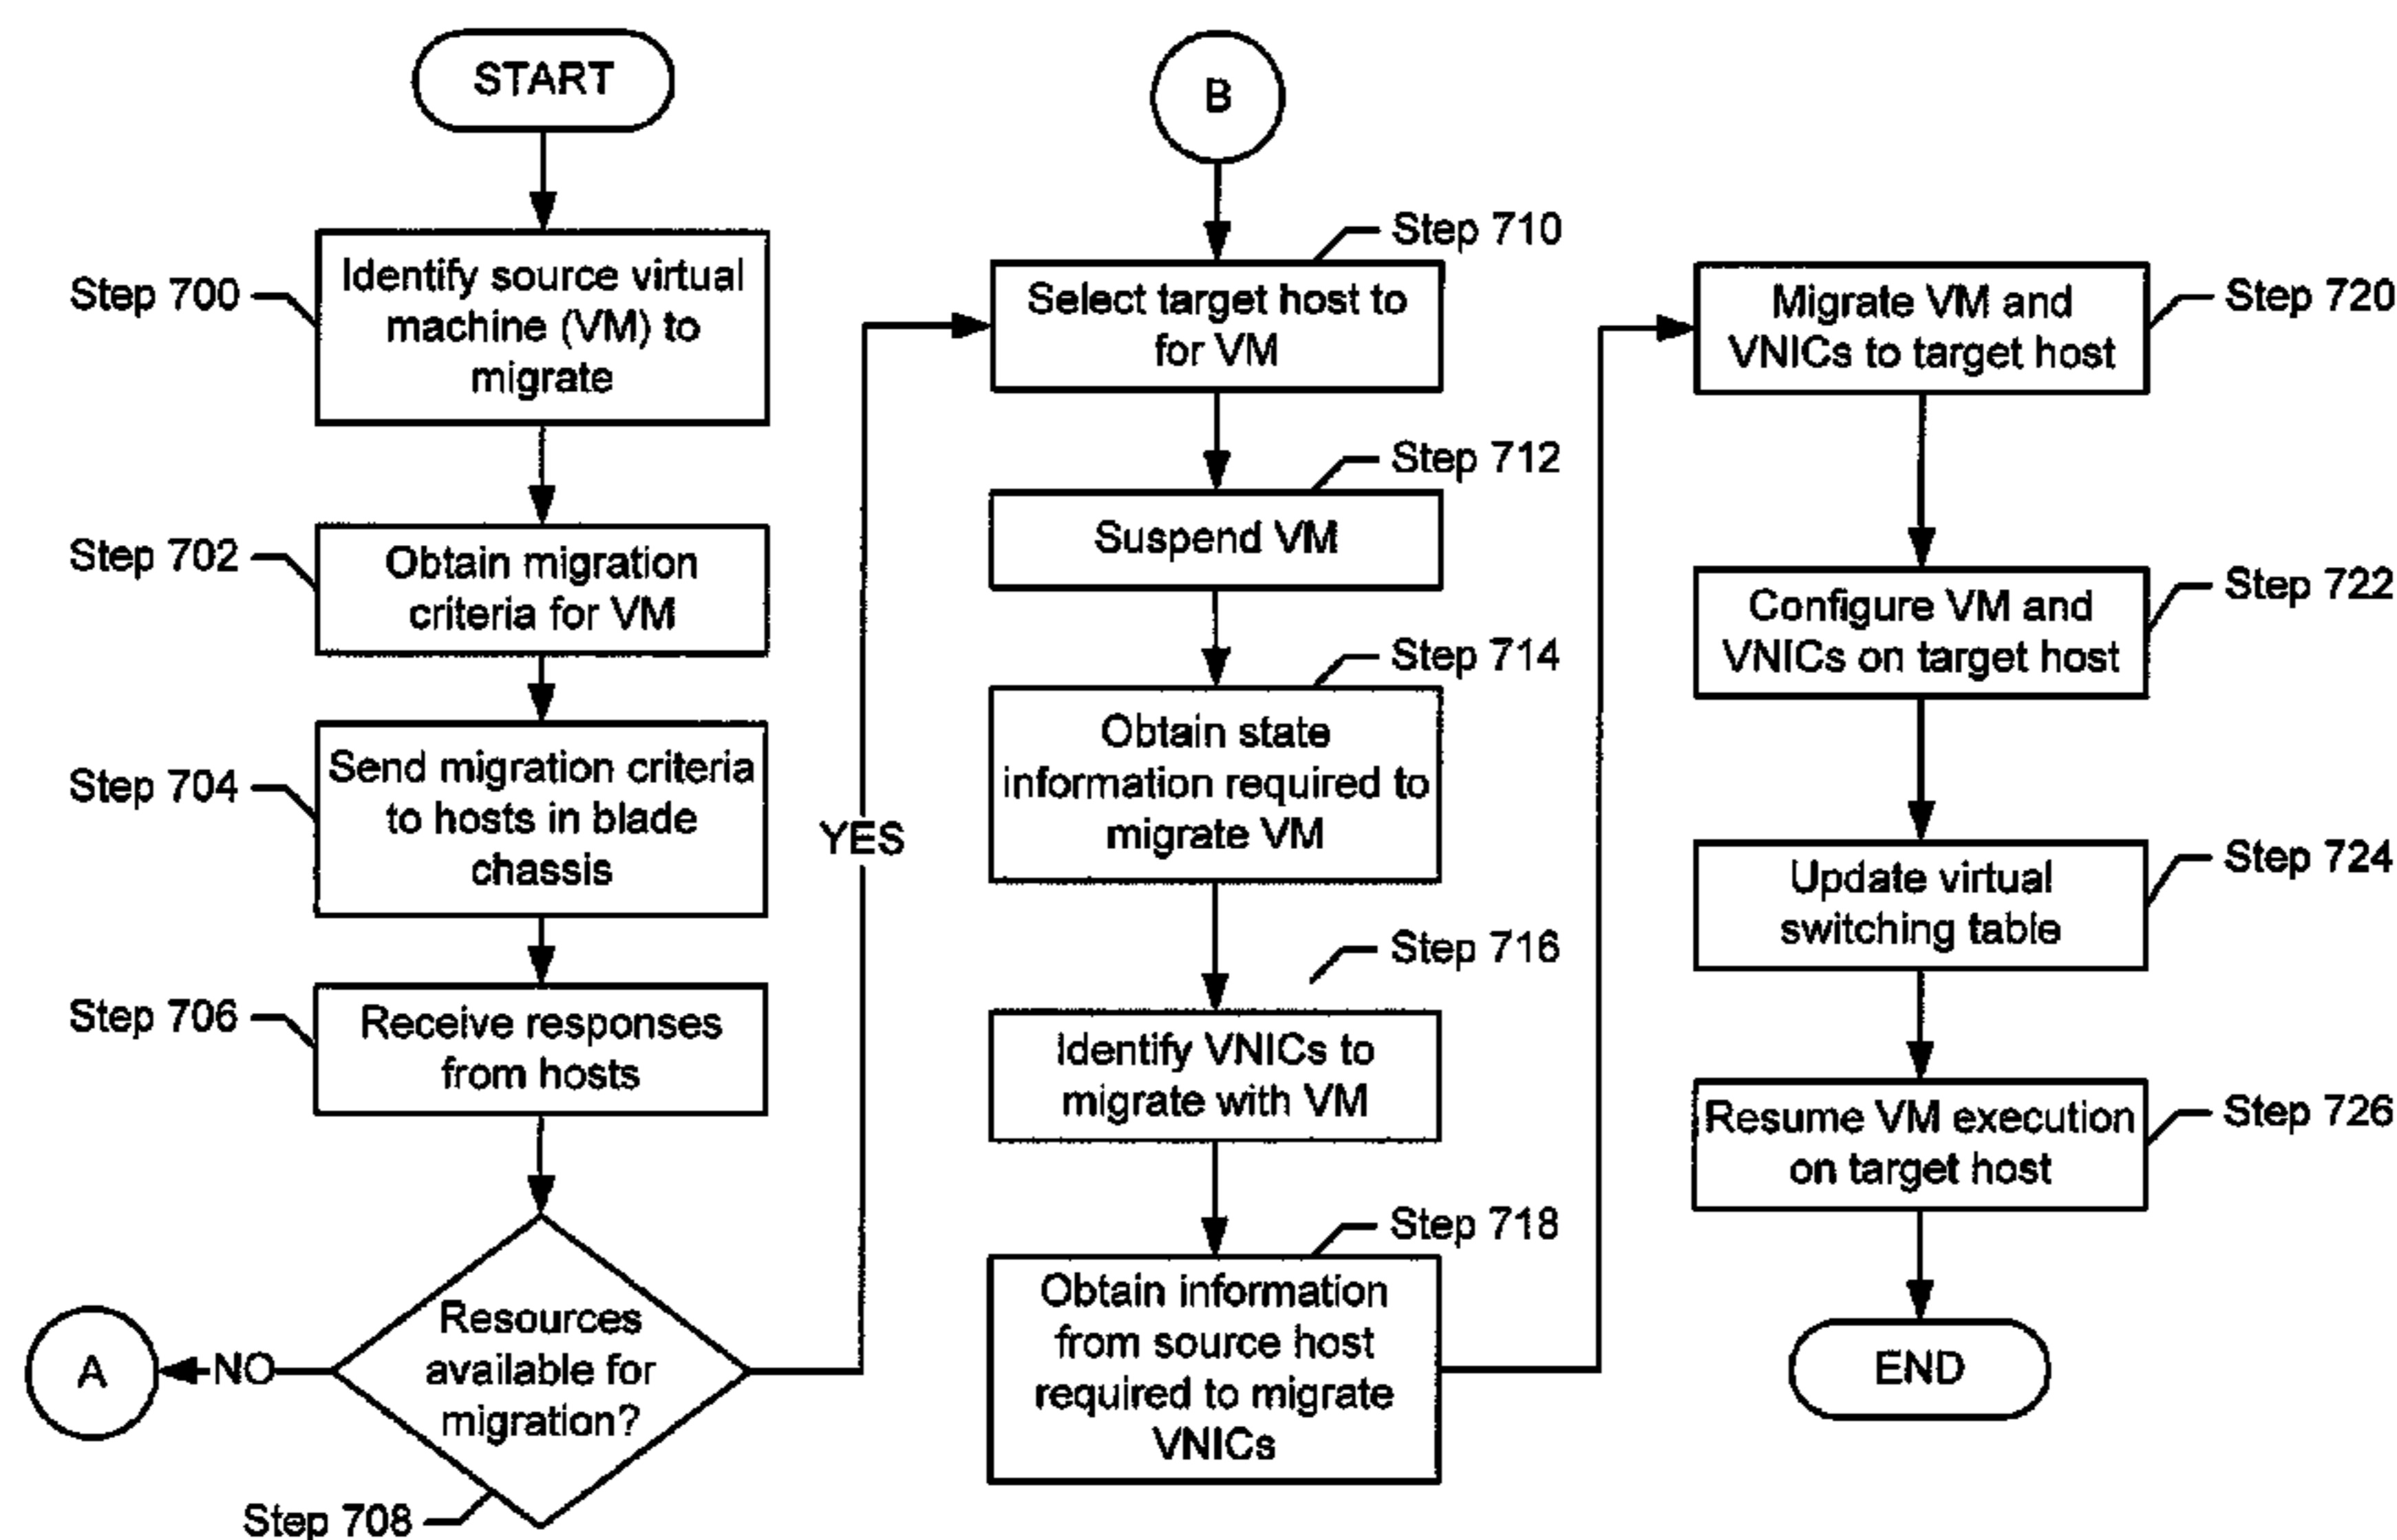 START
Step 700
Identify source virtual
machine (VM) to
migrate
Step 702
Obtain migration
criteria for VM
Step 704
Send migration criteria
to hosts in blade
chassis
Step 706
Receive responses
from hosts
Resources
available for
migration?
Step 708
NO
A
YES
B
Step 710
Select target host to
for VM
Step 712
Suspend VM
Step 714
Obtain state
information required to
migrate VM
Step 716
Identify VNICs to
migrate with VM
Step 718
Obtain information
from source host
required to migrate
VNICs
Migrate VM and
VNICs to target host
Step 720
Configure VM and
VNICs on target host
Step 722
Update virtual
switching table
Step 724
Resume VM execution
on target host
Step 726
END